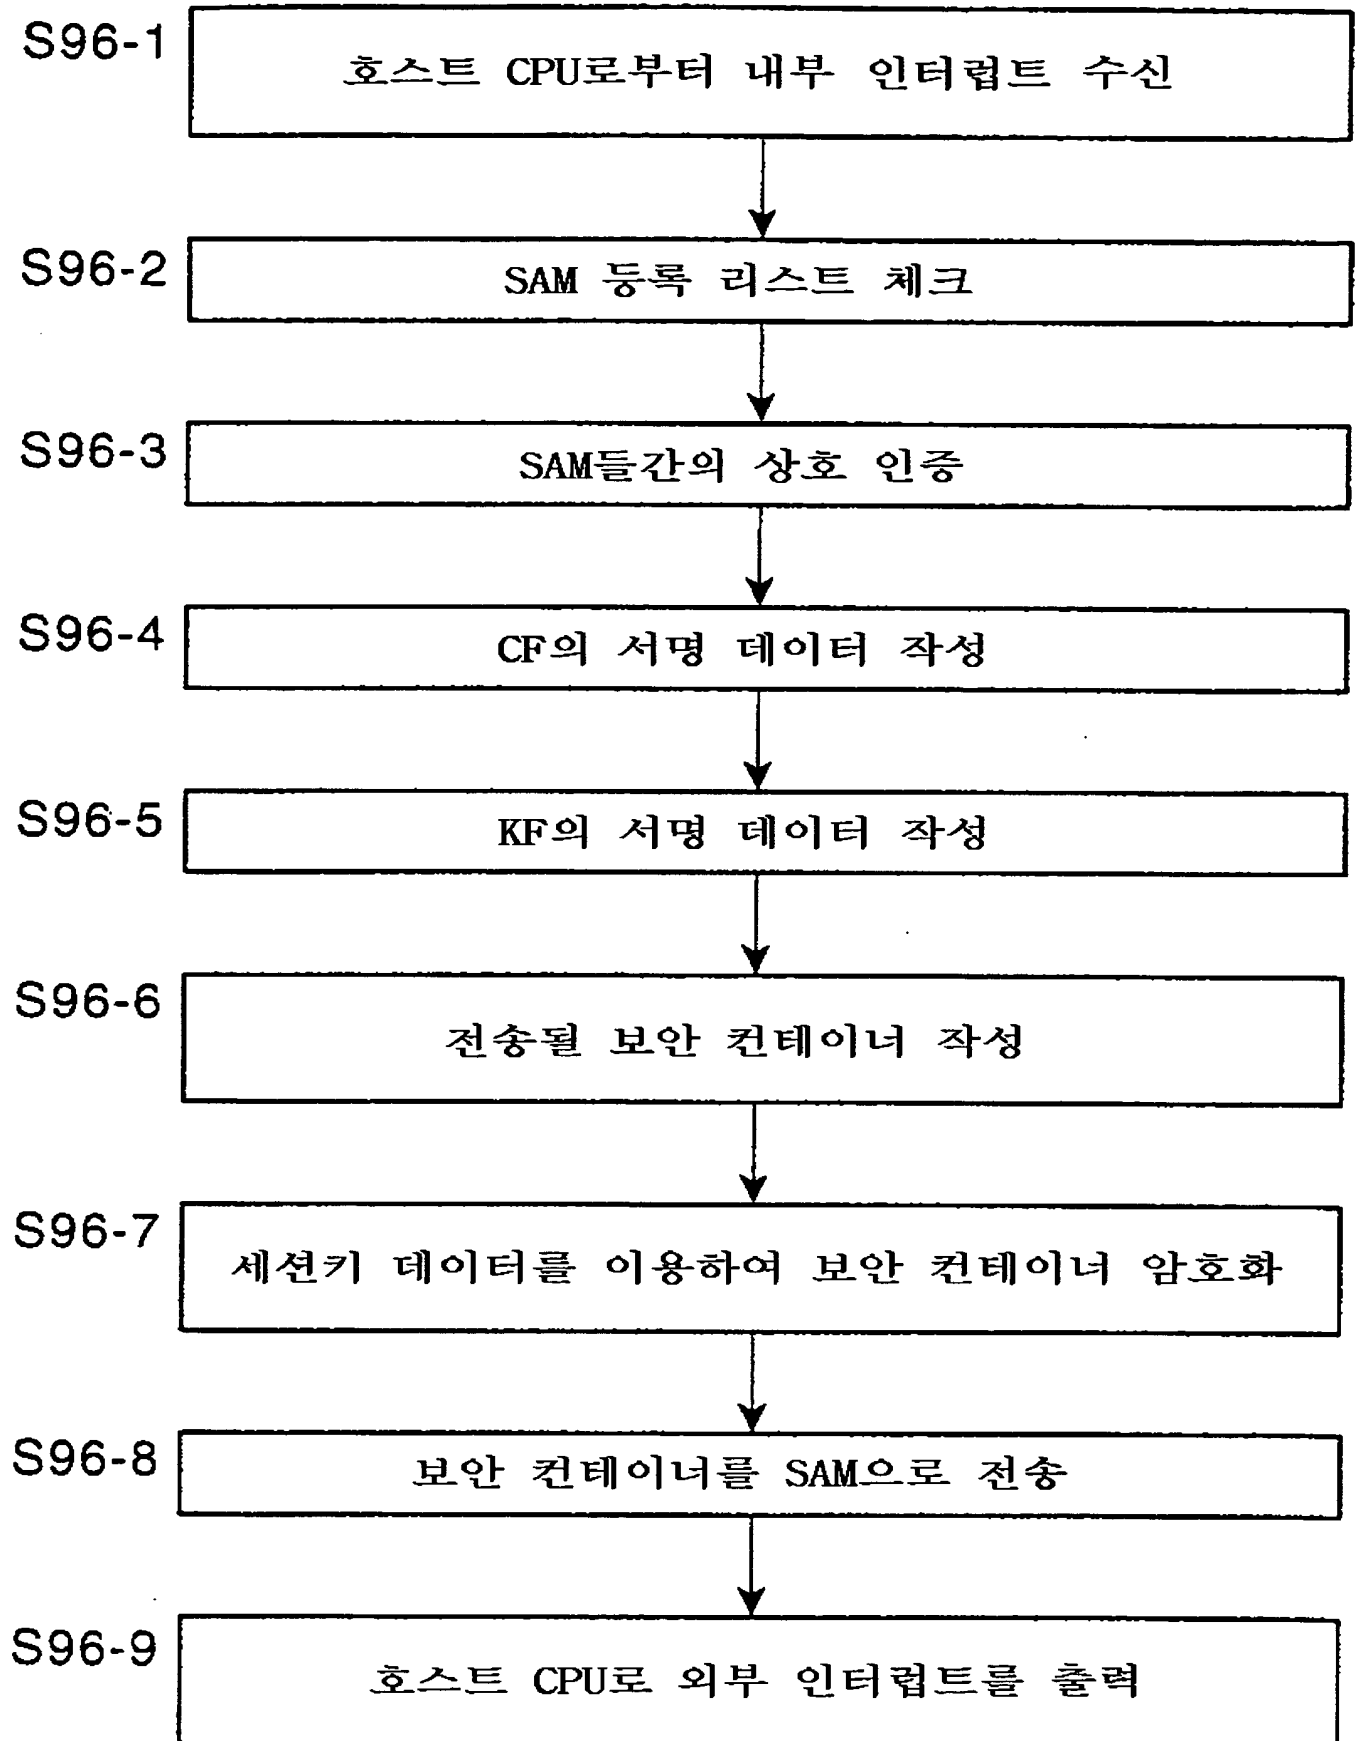 S96-1
호스트 CPU로부터 내부 인터럽트 수신
S96-2
SAM 등록 리스트 체크
S96-3
SAM들간의 상호 인증
S96-4
CF의 서명 데이터 작성
S96-5
KF의 서명 데이터 작성
S96-6
전송될 보안 컨테이너 작성
S96-7
세션키 데이터를 이용하여 보안 컨테이너 암호화
S96-8
보안 컨테이너를 SAM으로 전송
S96-9
호스트 CPU로 외부 인터럽트를 출력